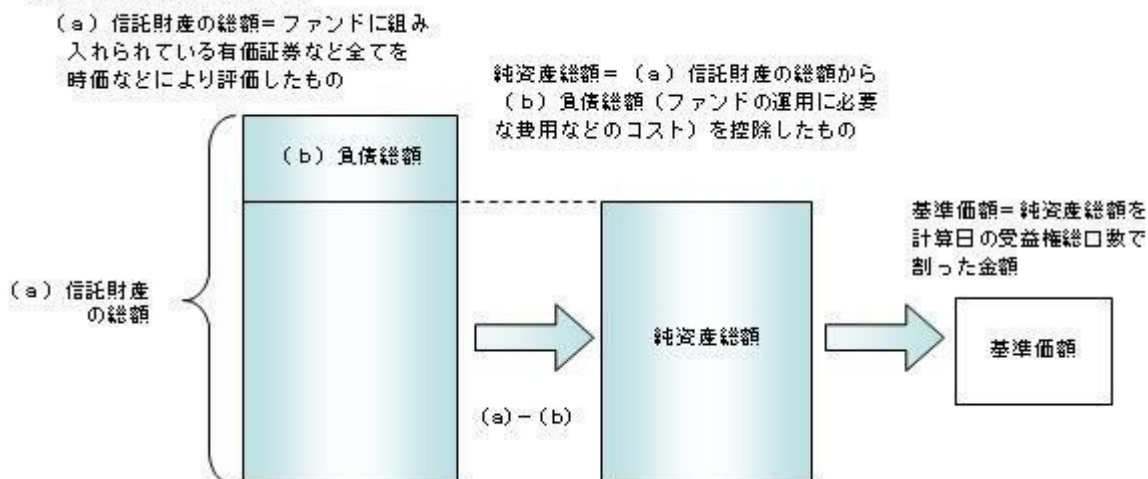 (a)信託財産の総額=ファンドに組み
入れられている有価証券など全てを
時価などにより評価したもの
純資産総額=(a)信託財産の総額から
(b)負債総額(ファンドの運用に必要
な費用などのコスト)を控除したもの
(b)負債総額
基準価額=純資産総額を
計算日の受益権総口数で
割った金額
(a)信託財産
の総額
純資産総額
基準価額
(a)-(b)